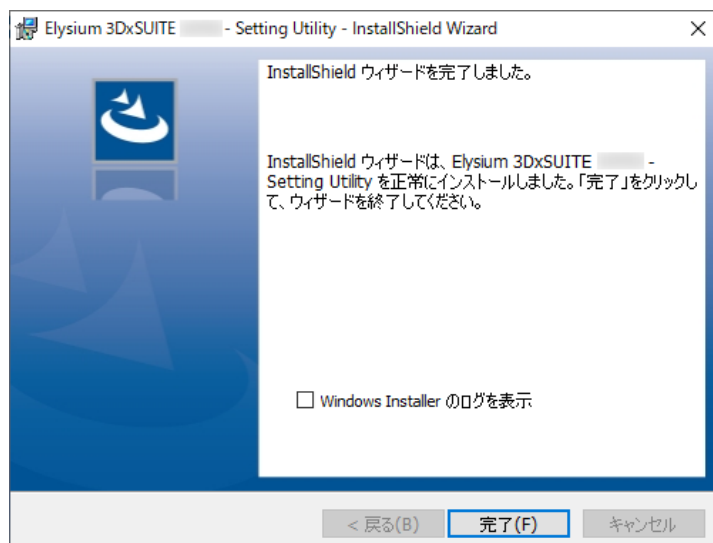 Elysium 3DxSUITE - Setting Utility - InstallShield Wizard
InstallShield ウィザードを完了しました。
InstallShield ウィザードは、Elysium 3DxSUITE -
Setting Utility を正常にインストールしました。「完了」をクリックし
て、ウィザードを終了してください。
Windows Installer のログを表示
< 戻る(B)
完了(F)
キャンセル